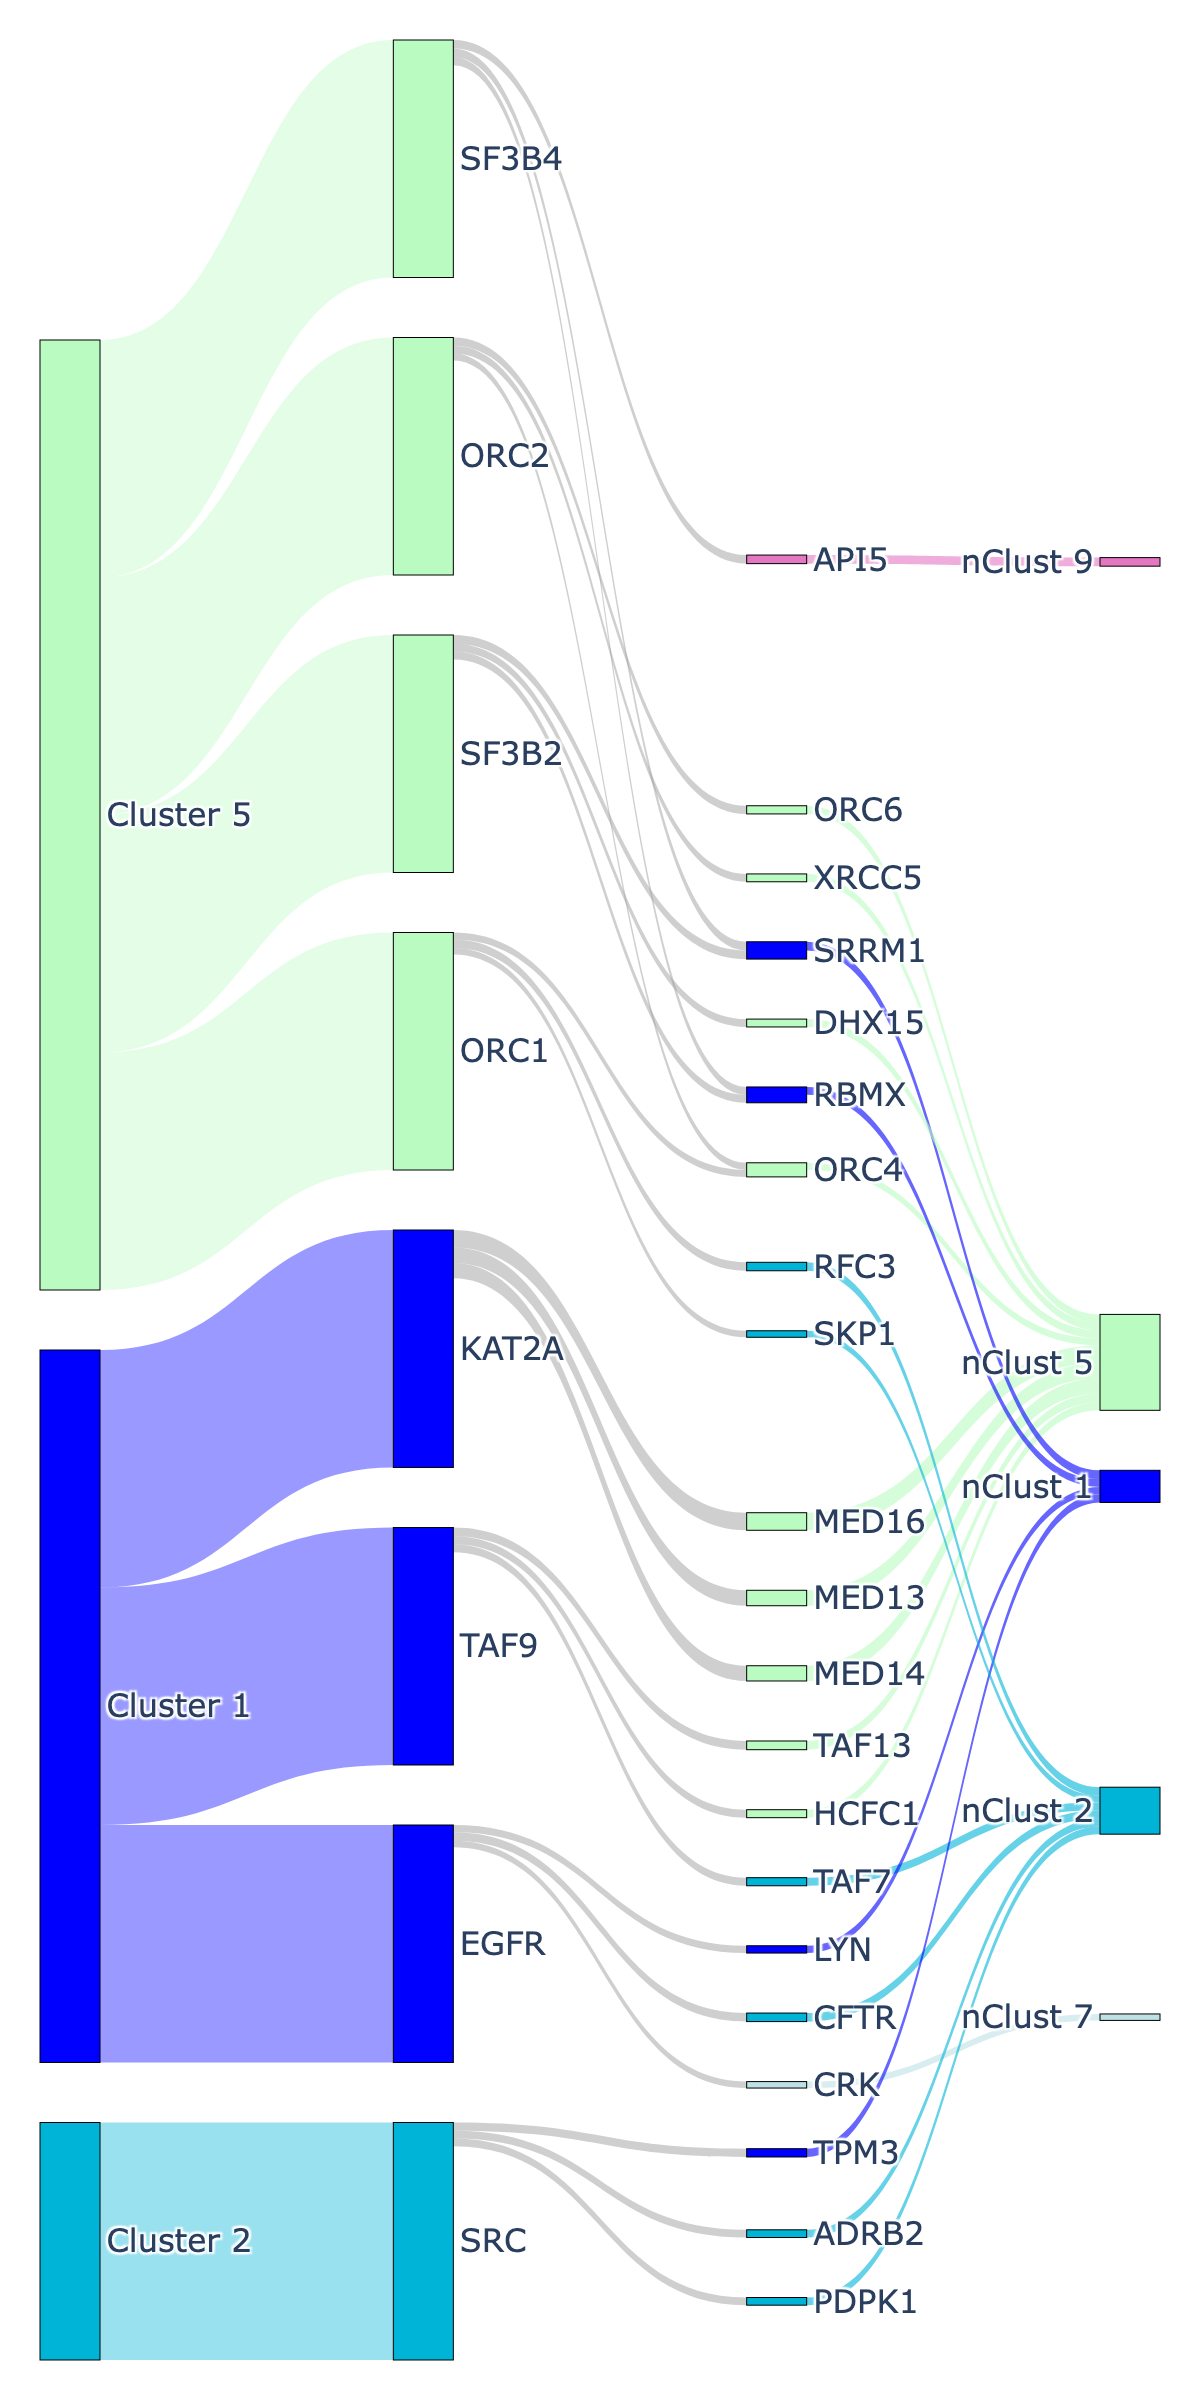 SF3B4
ORC2
API5
nClust 9
SF3B2
ORC6
Cluster 5
XRCC5
SRRM1
DHX15
ORC1
RBMX
ORC4
RFC3
SKP1
KAT2A
nClust 5
nClust 1
MED16
MED13
TAF9
MED14
Cluster 1
TAF13
HCFC1
nClust 2
TAF7
EGFR
LYN
CFTR
nClust 7
CRK
TPM3
ADRB2
Cluster 2
SRC
PDPK1